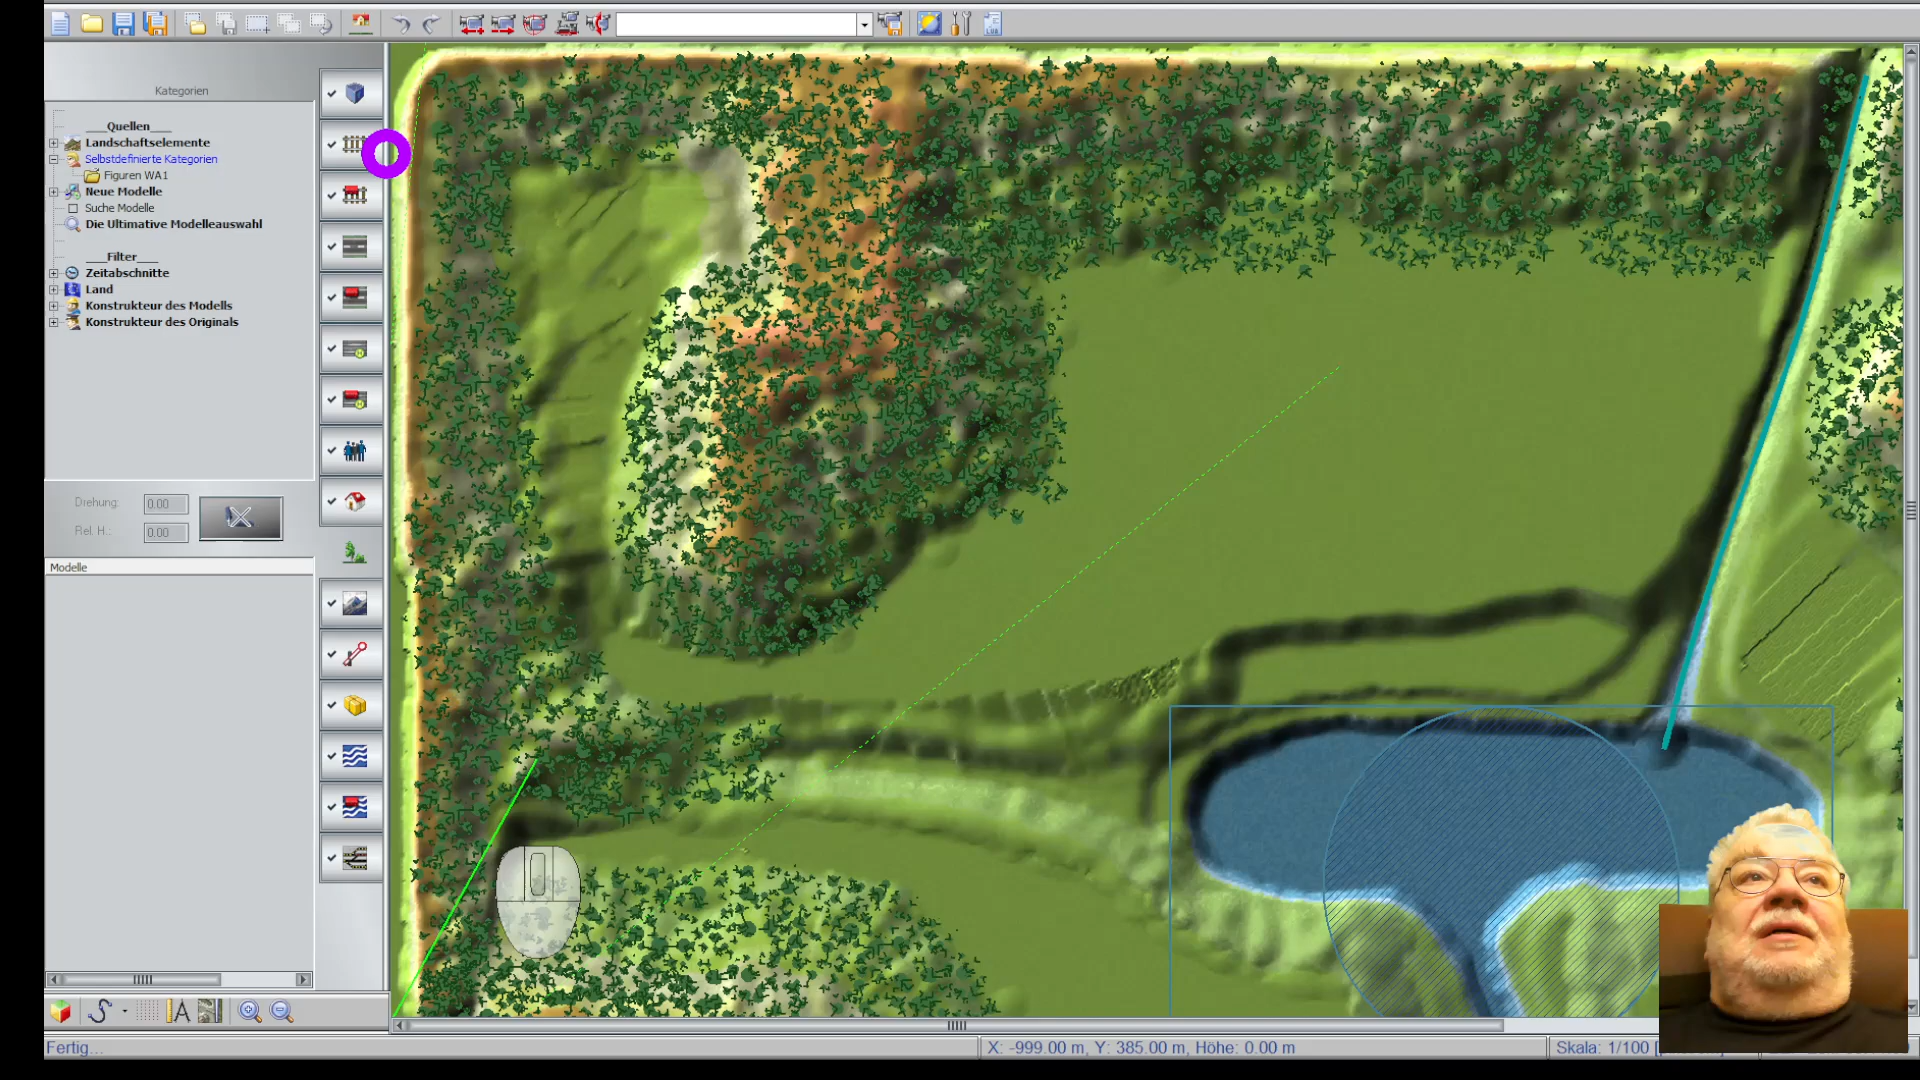 Kategorien
___Quellen___
Landschaftselemente
Selbstdefinierte Kategorien
Figuren WA1
Neue Modelle
Suche Modelle
Die Ultimative Modelleauswahl
___Filter___
Zeitabschnitte
Land
Konstrukteur des Modells
Konstrukteur des Originals
Drehung: 0.00
Rel. H.: 0.00
Modelle
Fertig...
X: -999.00 m, Y: 385.00 m, Höhe: 0.00 m
Skala: 1/100